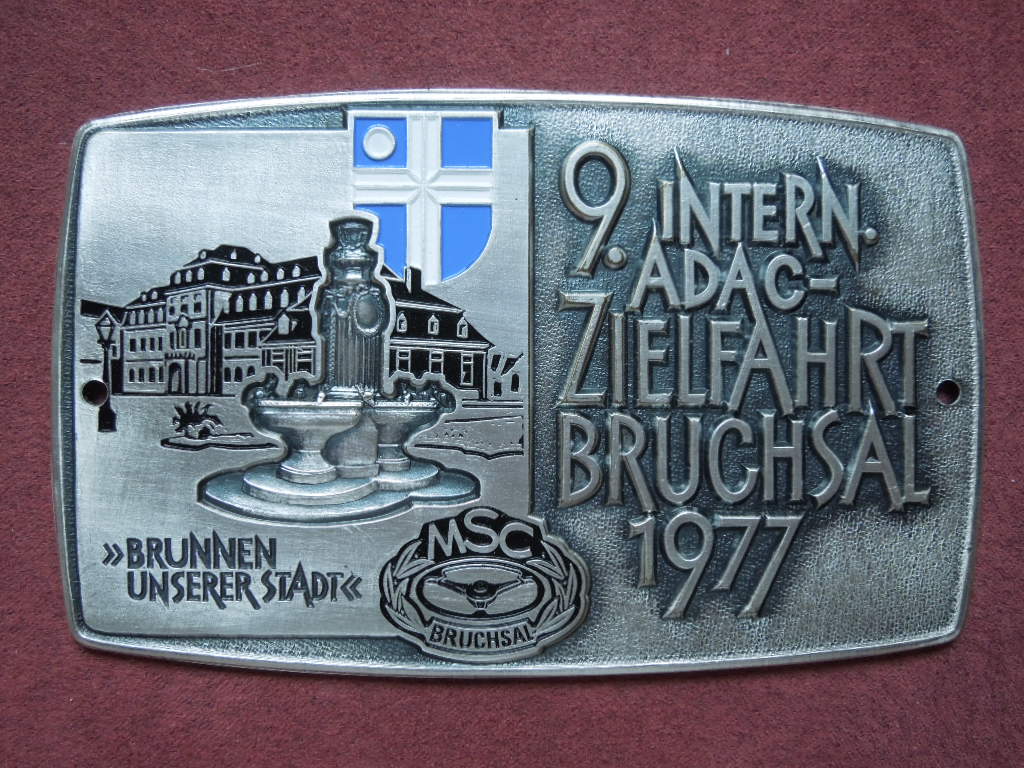 9. INTERN.
ADAC-
ZIELFAHRT
BRUCHSAL
1977
»BRUNNEN
UNSERER STADT«
MSC
BRUCHSAL